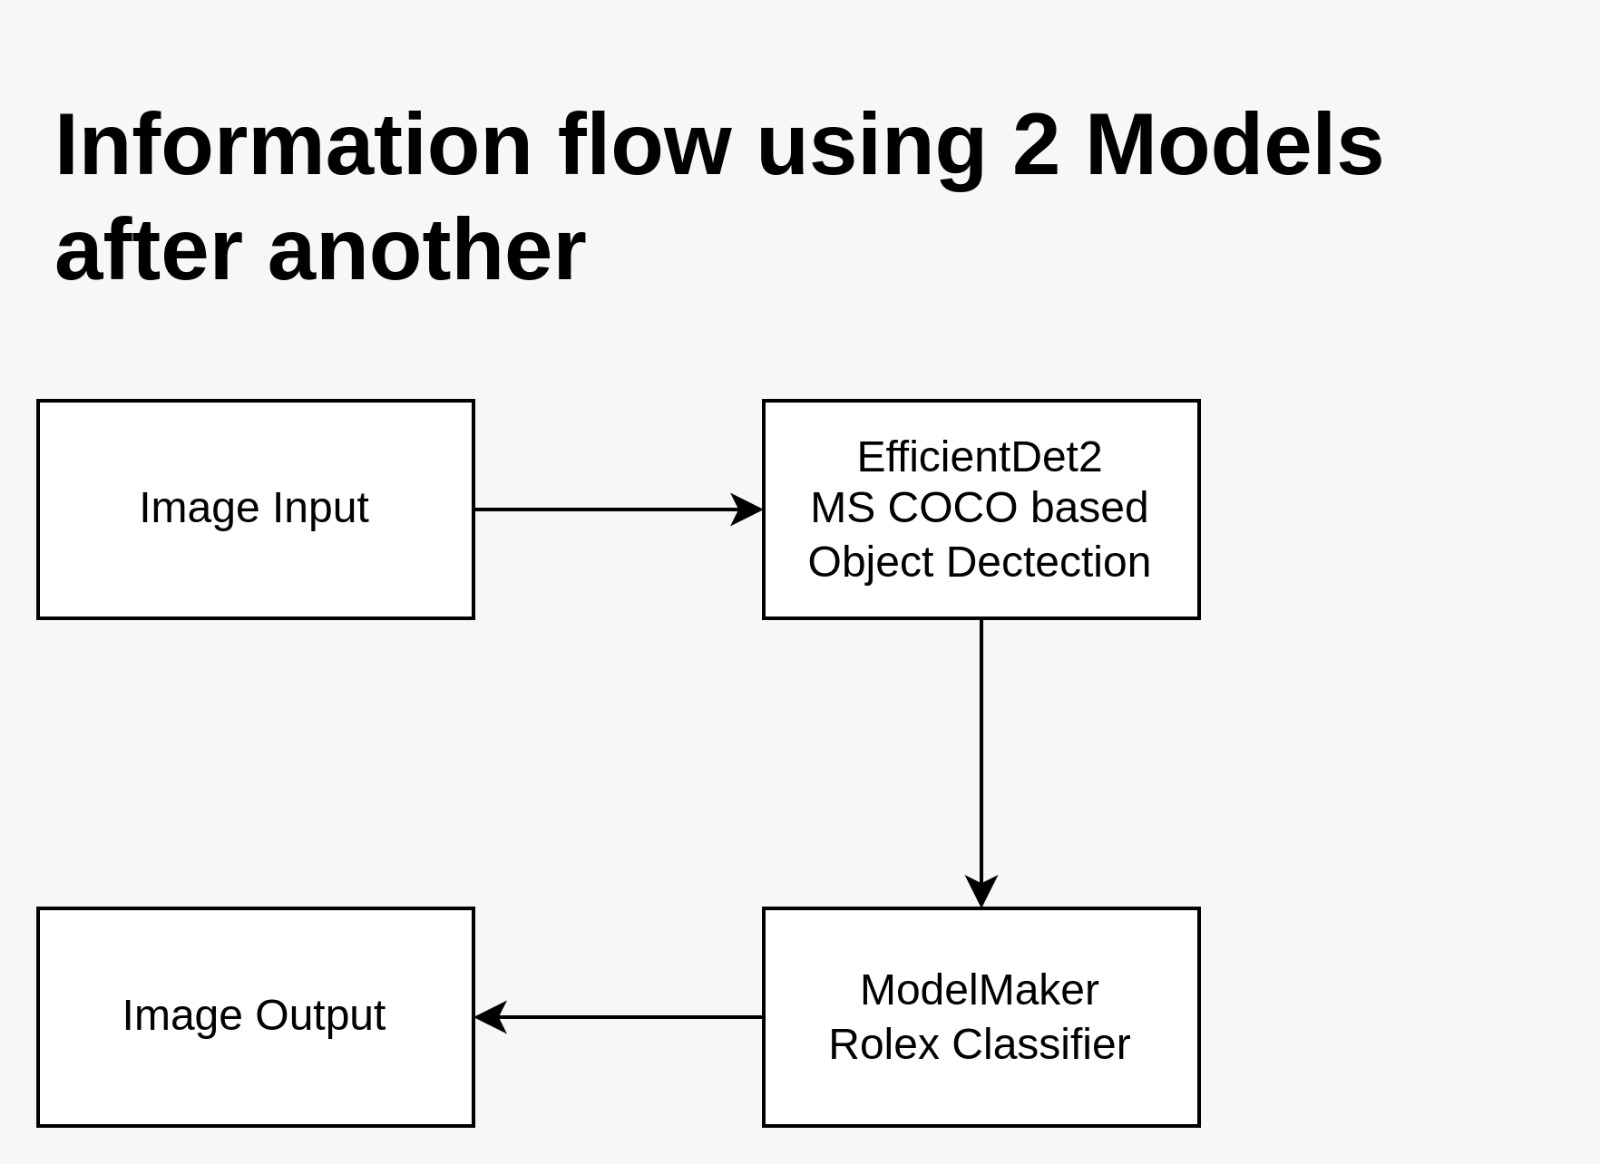 Information flow using 2 Models
after another
Image Input
EfficientDet2
MS COCO based
Object Dectection
Image Output
ModelMaker
Rolex Classifier